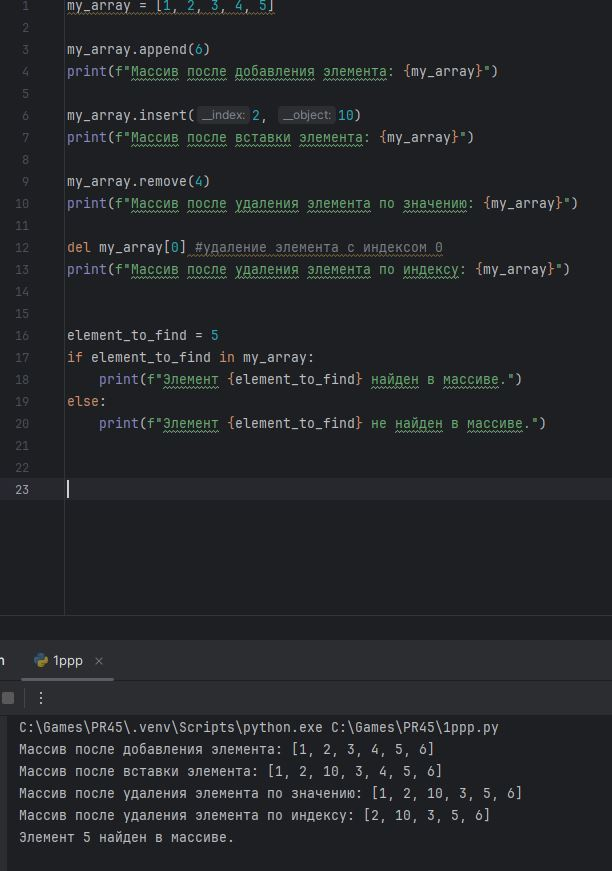 1 my_array = [1, 2, 3, 4, 5]
2
3 my_array.append(6)
4 print(f"Массив после добавления элемента: {my_array}")
5
6 my_array.insert(__index: 2, __object: 10)
7 print(f"Массив после вставки элемента: {my_array}")
8
9 my_array.remove(4)
10 print(f"Массив после удаления элемента по значению: {my_array}")
11
12 del my_array[0] #удаление элемента с индексом 0
13 print(f"Массив после удаления элемента по индексу: {my_array}")
14
15
16 element_to_find = 5
17 if element_to_find in my_array:
18     print(f"Элемент {element_to_find} найден в массиве.")
19 else:
20     print(f"Элемент {element_to_find} не найден в массиве.")
21
22
23
1ppp ×
C:\Games\PR45\.venv\Scripts\python.exe C:\Games\PR45\1ppp.py
Массив после добавления элемента: [1, 2, 3, 4, 5, 6]
Массив после вставки элемента: [1, 2, 10, 3, 4, 5, 6]
Массив после удаления элемента по значению: [1, 2, 10, 3, 5, 6]
Массив после удаления элемента по индексу: [2, 10, 3, 5, 6]
Элемент 5 найден в массиве.